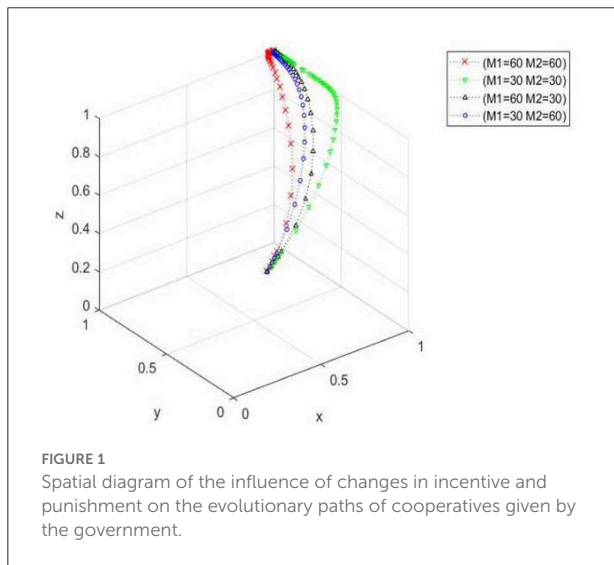 (M1=60 M2=60)
(M1=30 M2=30)
(M1=60 M2=30)
(M1=30 M2=60)
1
0.8
0.6
0.4
0.2
0
z
1
0.5
0
y
0
0.5
1
x
FIGURE 1
Spatial diagram of the influence of changes in incentive and
punishment on the evolutionary paths of cooperatives given by
the government.